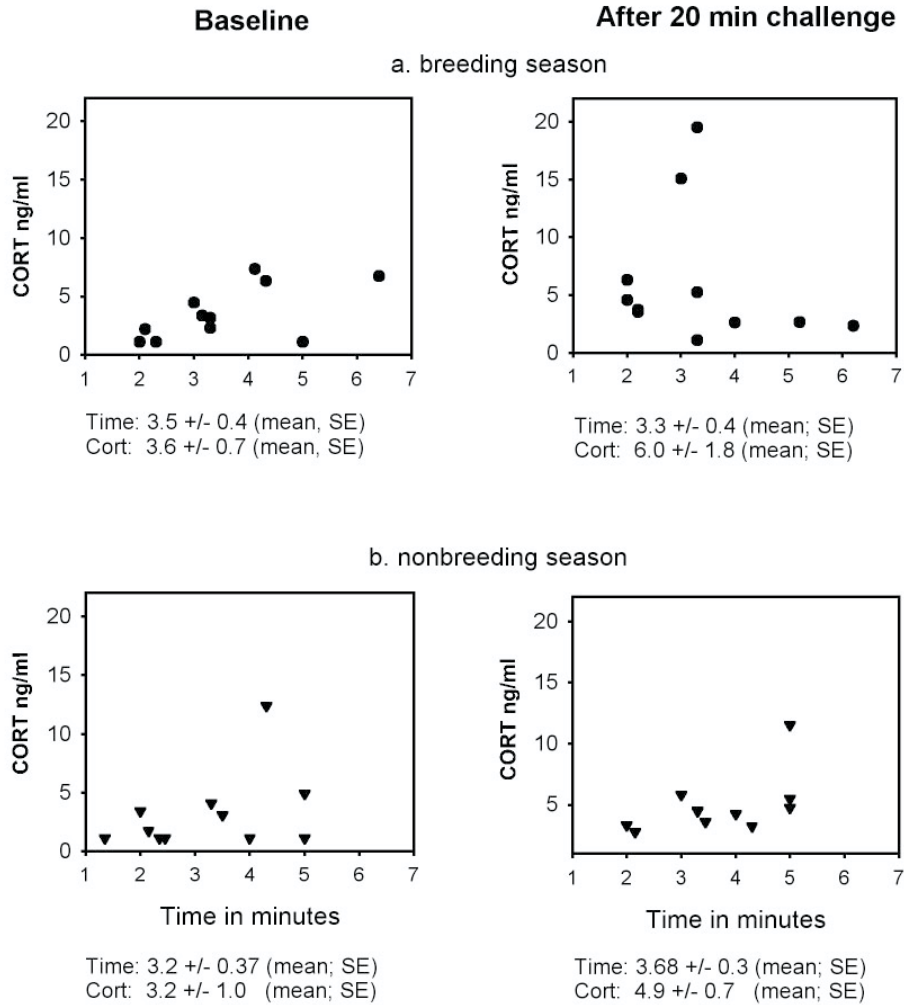 Baseline
After 20 min challenge
a. breeding season
CORT ng/ml
20
15
10
5
0
1 2 3 4 5 6 7
Time: 3.5 +/- 0.4 (mean, SE)
Cort: 3.6 +/- 0.7 (mean, SE)
CORT ng/ml
20
15
10
5
0
1 2 3 4 5 6 7
Time: 3.3 +/- 0.4 (mean; SE)
Cort: 6.0 +/- 1.8 (mean; SE)
b. nonbreeding season
CORT ng/ml
20
15
10
5
0
1 2 3 4 5 6 7
Time in minutes
Time: 3.2 +/- 0.37 (mean; SE)
Cort: 3.2 +/- 1.0 (mean; SE)
CORT ng/ml
20
15
10
5
1 2 3 4 5 6 7
Time in minutes
Time: 3.68 +/- 0.3 (mean; SE)
Cort: 4.9 +/- 0.7 (mean; SE)